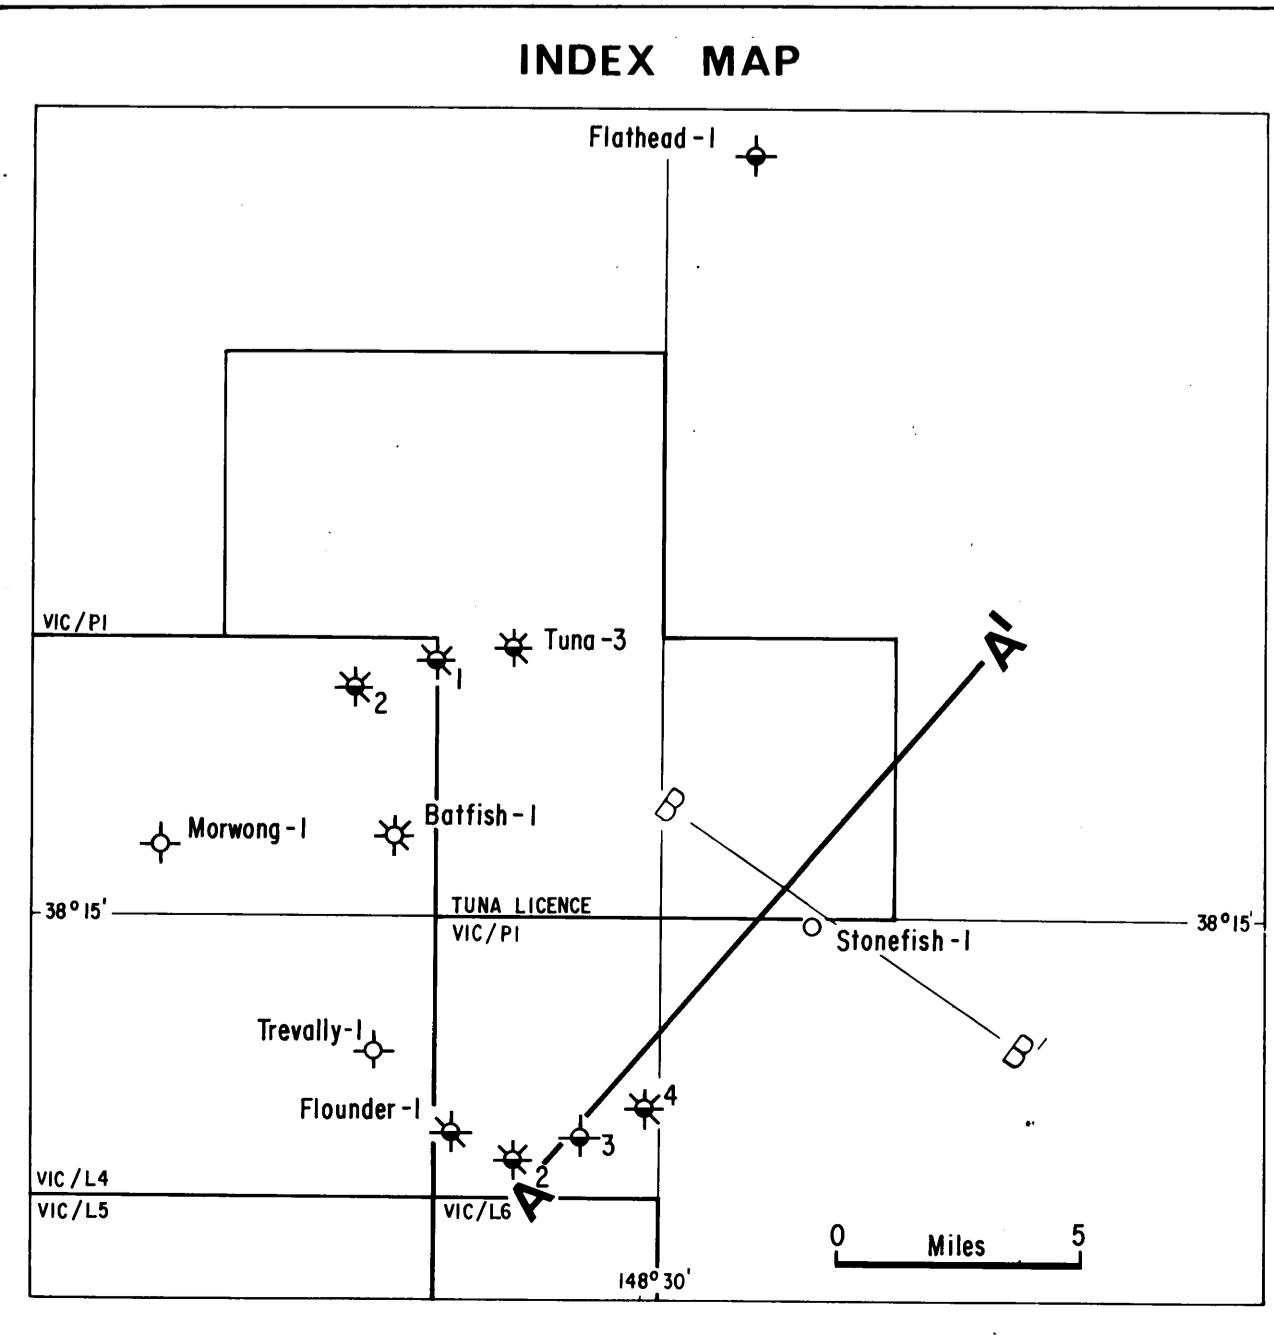 INDEX MAP
Flathead-1
VIC/P1
Tuna-3
1
2
A'
B
Batfish-1
Morwong-1
38°15'
TUNA LICENCE
38°15'
VIC/P1
Stonefish-1
Trevally-1
B'
Flounder-1
4
3
2
VIC/L4
A
VIC/L5
VIC/L6
0
Miles
5
148°30'